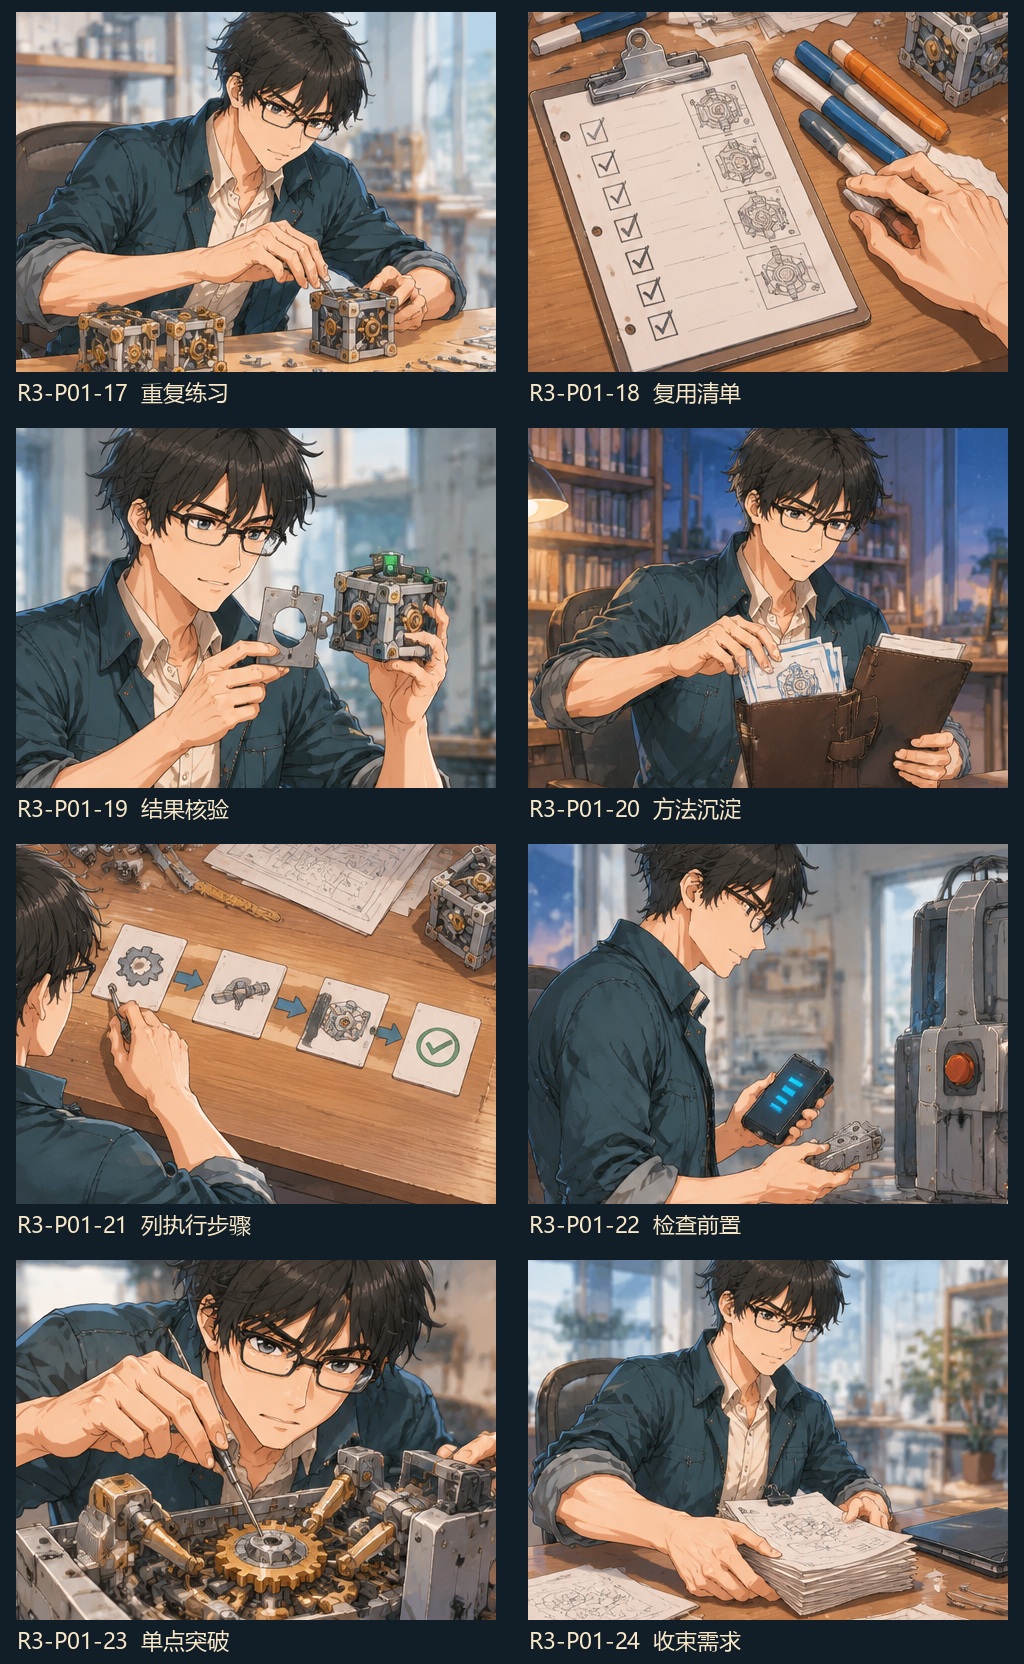 R3-P01-17 重复练习
R3-P01-18 复用清单
R3-P01-19 结果核验
R3-P01-20 方法沉淀
R3-P01-21 列执行步骤
R3-P01-22 检查前置
R3-P01-23 单点突破
R3-P01-24 收束需求